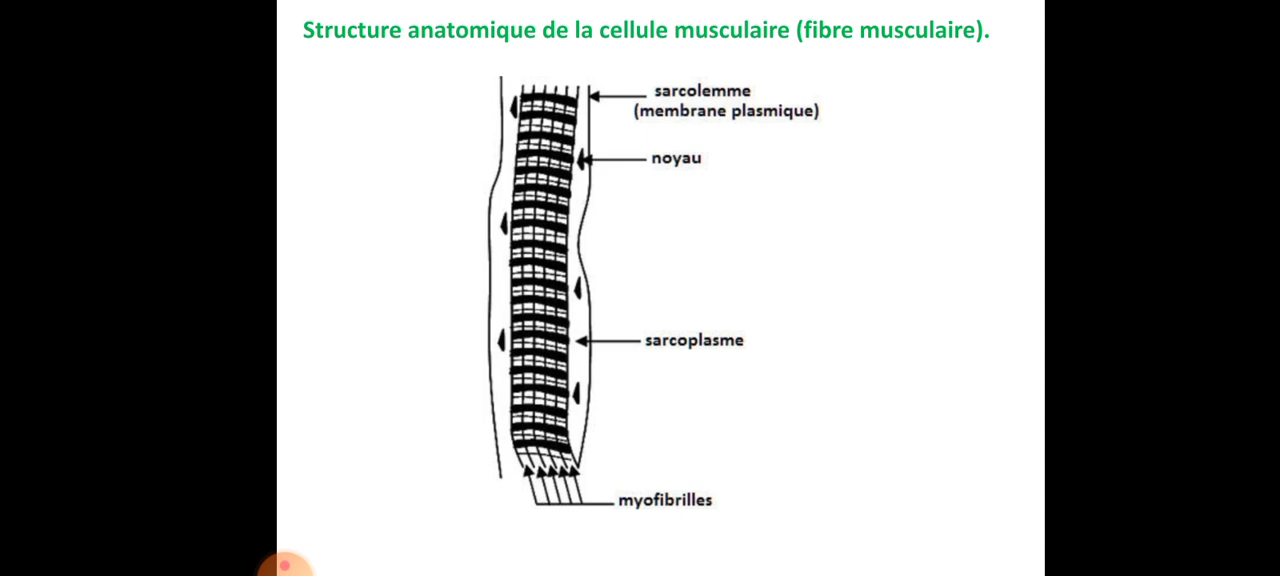 Structure anatomique de la cellule musculaire (fibre musculaire).
sarcolemme
(membrane plasmique)
noyau
sarcoplasme
myofibrilles